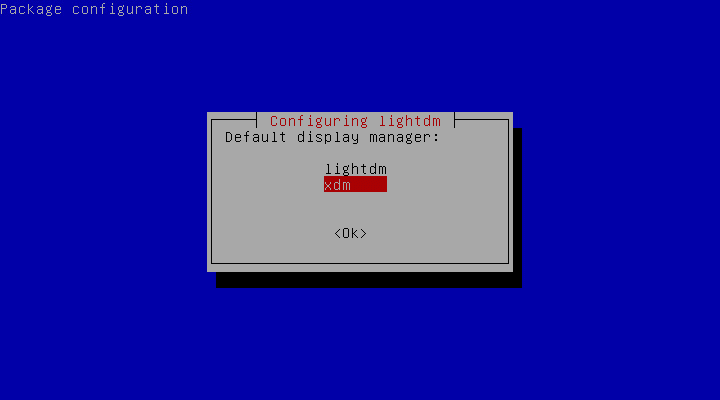 Package configuration
Configuring lightdm
Default display manager:
lightdm
xdm
<Ok>